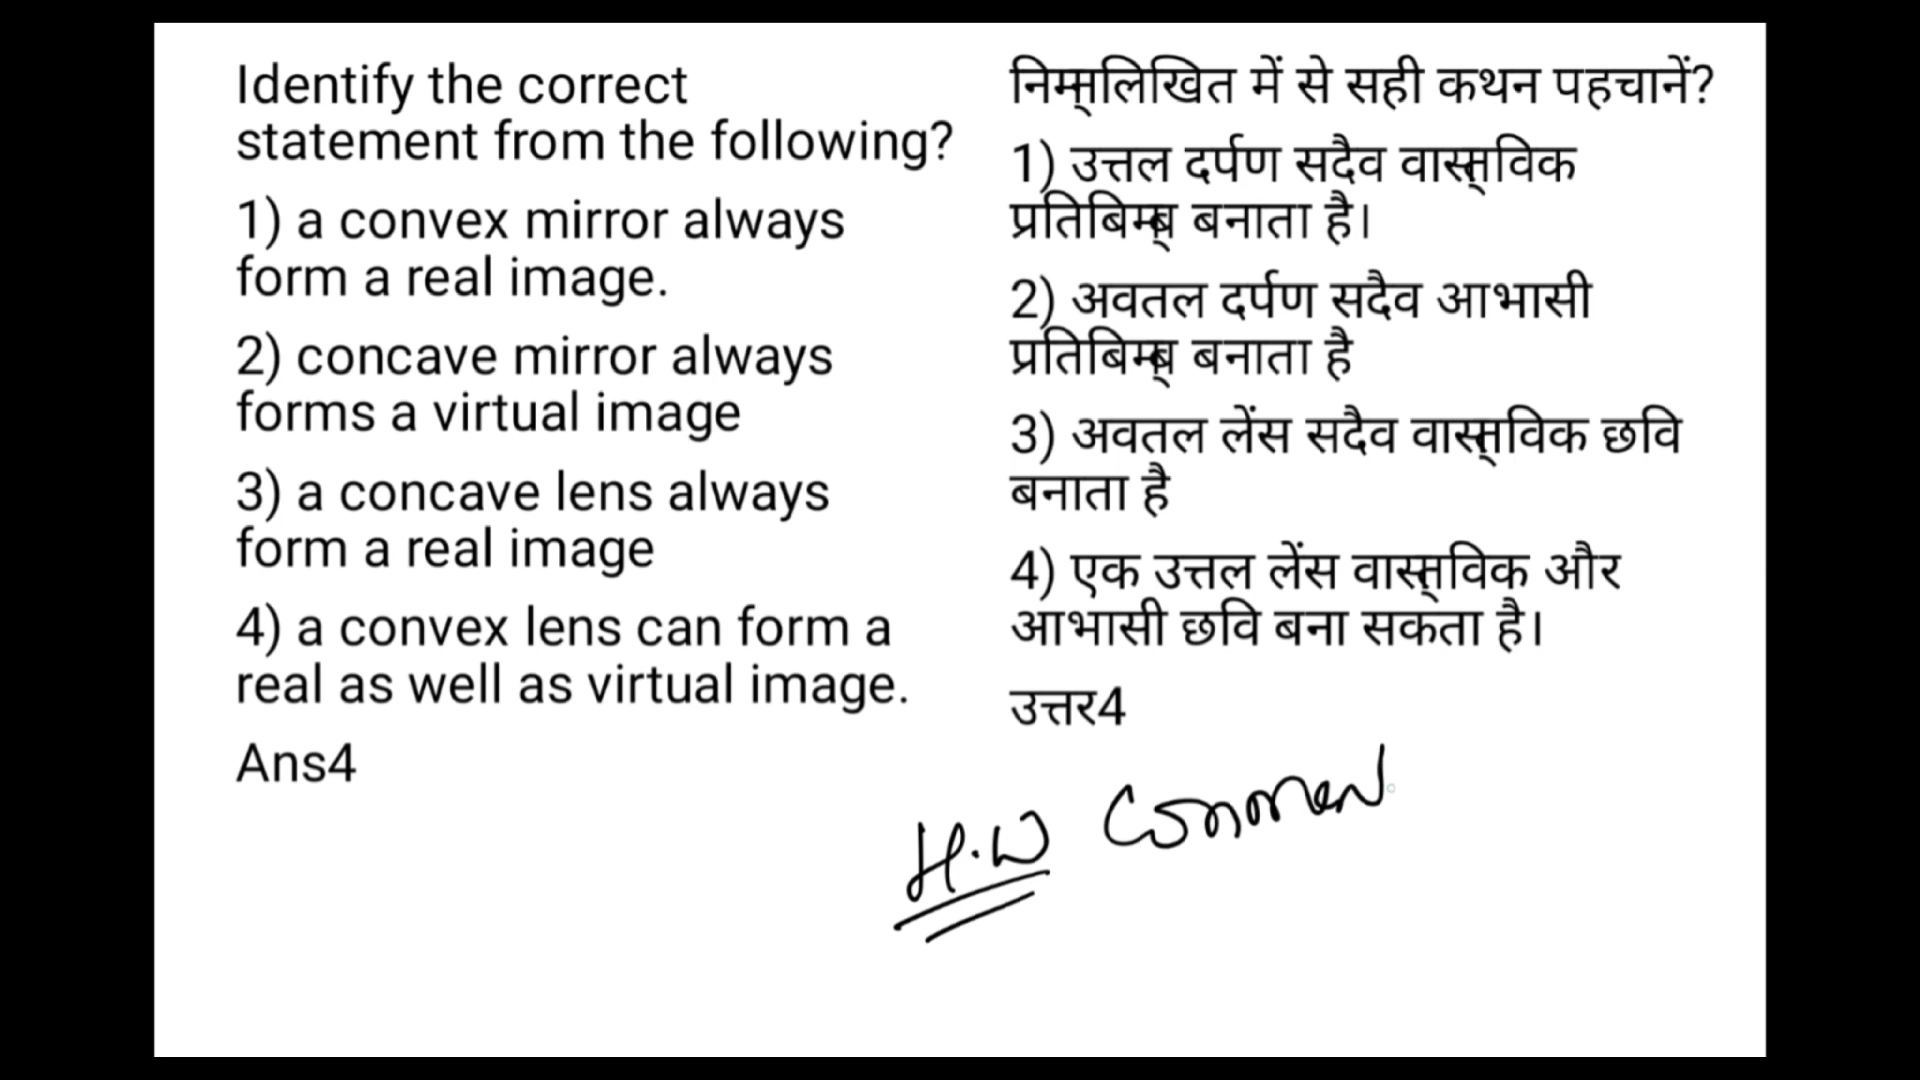 Identify the correct
statement from the following?
1) a convex mirror always
form a real image.
2) concave mirror always
forms a virtual image
3) a concave lens always
form a real image
4) a convex lens can form a
real as well as virtual image.
Ans4
निम्नलिखित में से सही कथन पहचानें?
1) उत्तल दर्पण सदैव वास्तविक
प्रतिबिम्ब बनाता है।
2) अवतल दर्पण सदैव आभासी
प्रतिबिम्ब बनाता है
3) अवतल लेंस सदैव वास्तविक छवि
बनाता है
4) एक उत्तल लेंस वास्तविक और
आभासी छवि बना सकता है।
उत्तर4
H.W Comment